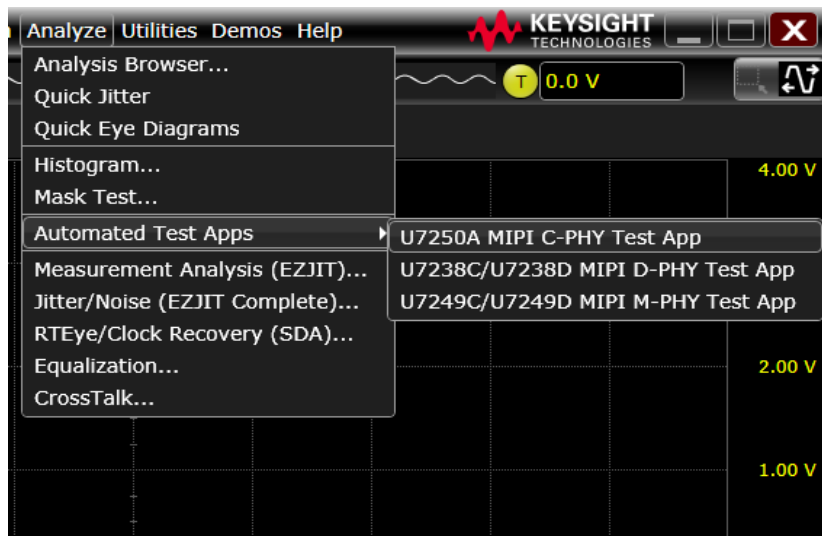 Analyze Utilities Demos Help
KEYSIGHT
TECHNOLOGIES
Analysis Browser...
T 0.0 V
Quick Jitter
Quick Eye Diagrams
Histogram...
4.00 V
Mask Test...
Automated Test Apps
U7250A MIPI C-PHY Test App
U7238C/U7238D MIPI D-PHY Test App
U7249C/U7249D MIPI M-PHY Test App
Measurement Analysis (EZJIT)...
Jitter/Noise (EZJIT Complete)...
RTEye/Clock Recovery (SDA)...
Equalization...
2.00 V
CrossTalk...
1.00 V